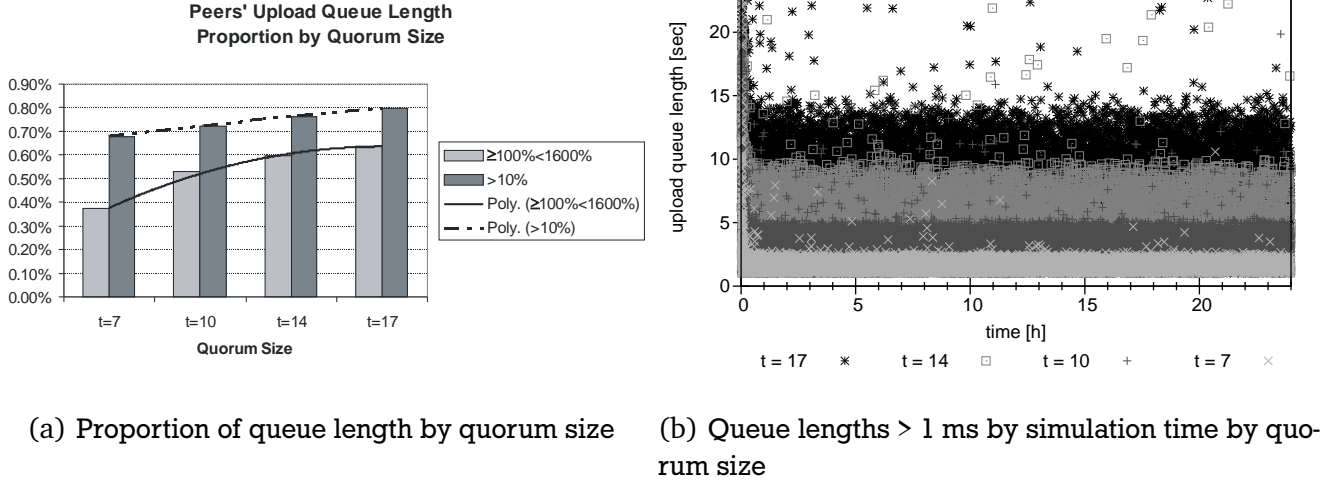 Peers' Upload Queue Length
Proportion by Quorum Size
0.90%
0.80%
0.70%
0.60%
0.50%
0.40%
0.30%
0.20%
0.10%
0.00%
t=7 t=10 t=14 t=17
Quorum Size
≥100%<1600%
>10%
Poly. (≥100%<1600%)
Poly. (>10%)
upload queue length [sec]
20
15
10
5
0
0 5 10 15 20
time [h]
t = 17 t = 14 t = 10 t = 7
(a) Proportion of queue length by quorum size
(b) Queue lengths > 1 ms by simulation time by quo-
rum size